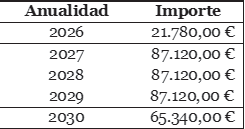 Anualidad Importe
2026 21.780,00 €
2027 87.120,00 €
2028 87.120,00 €
2029 87.120,00 €
2030 65.340,00 €